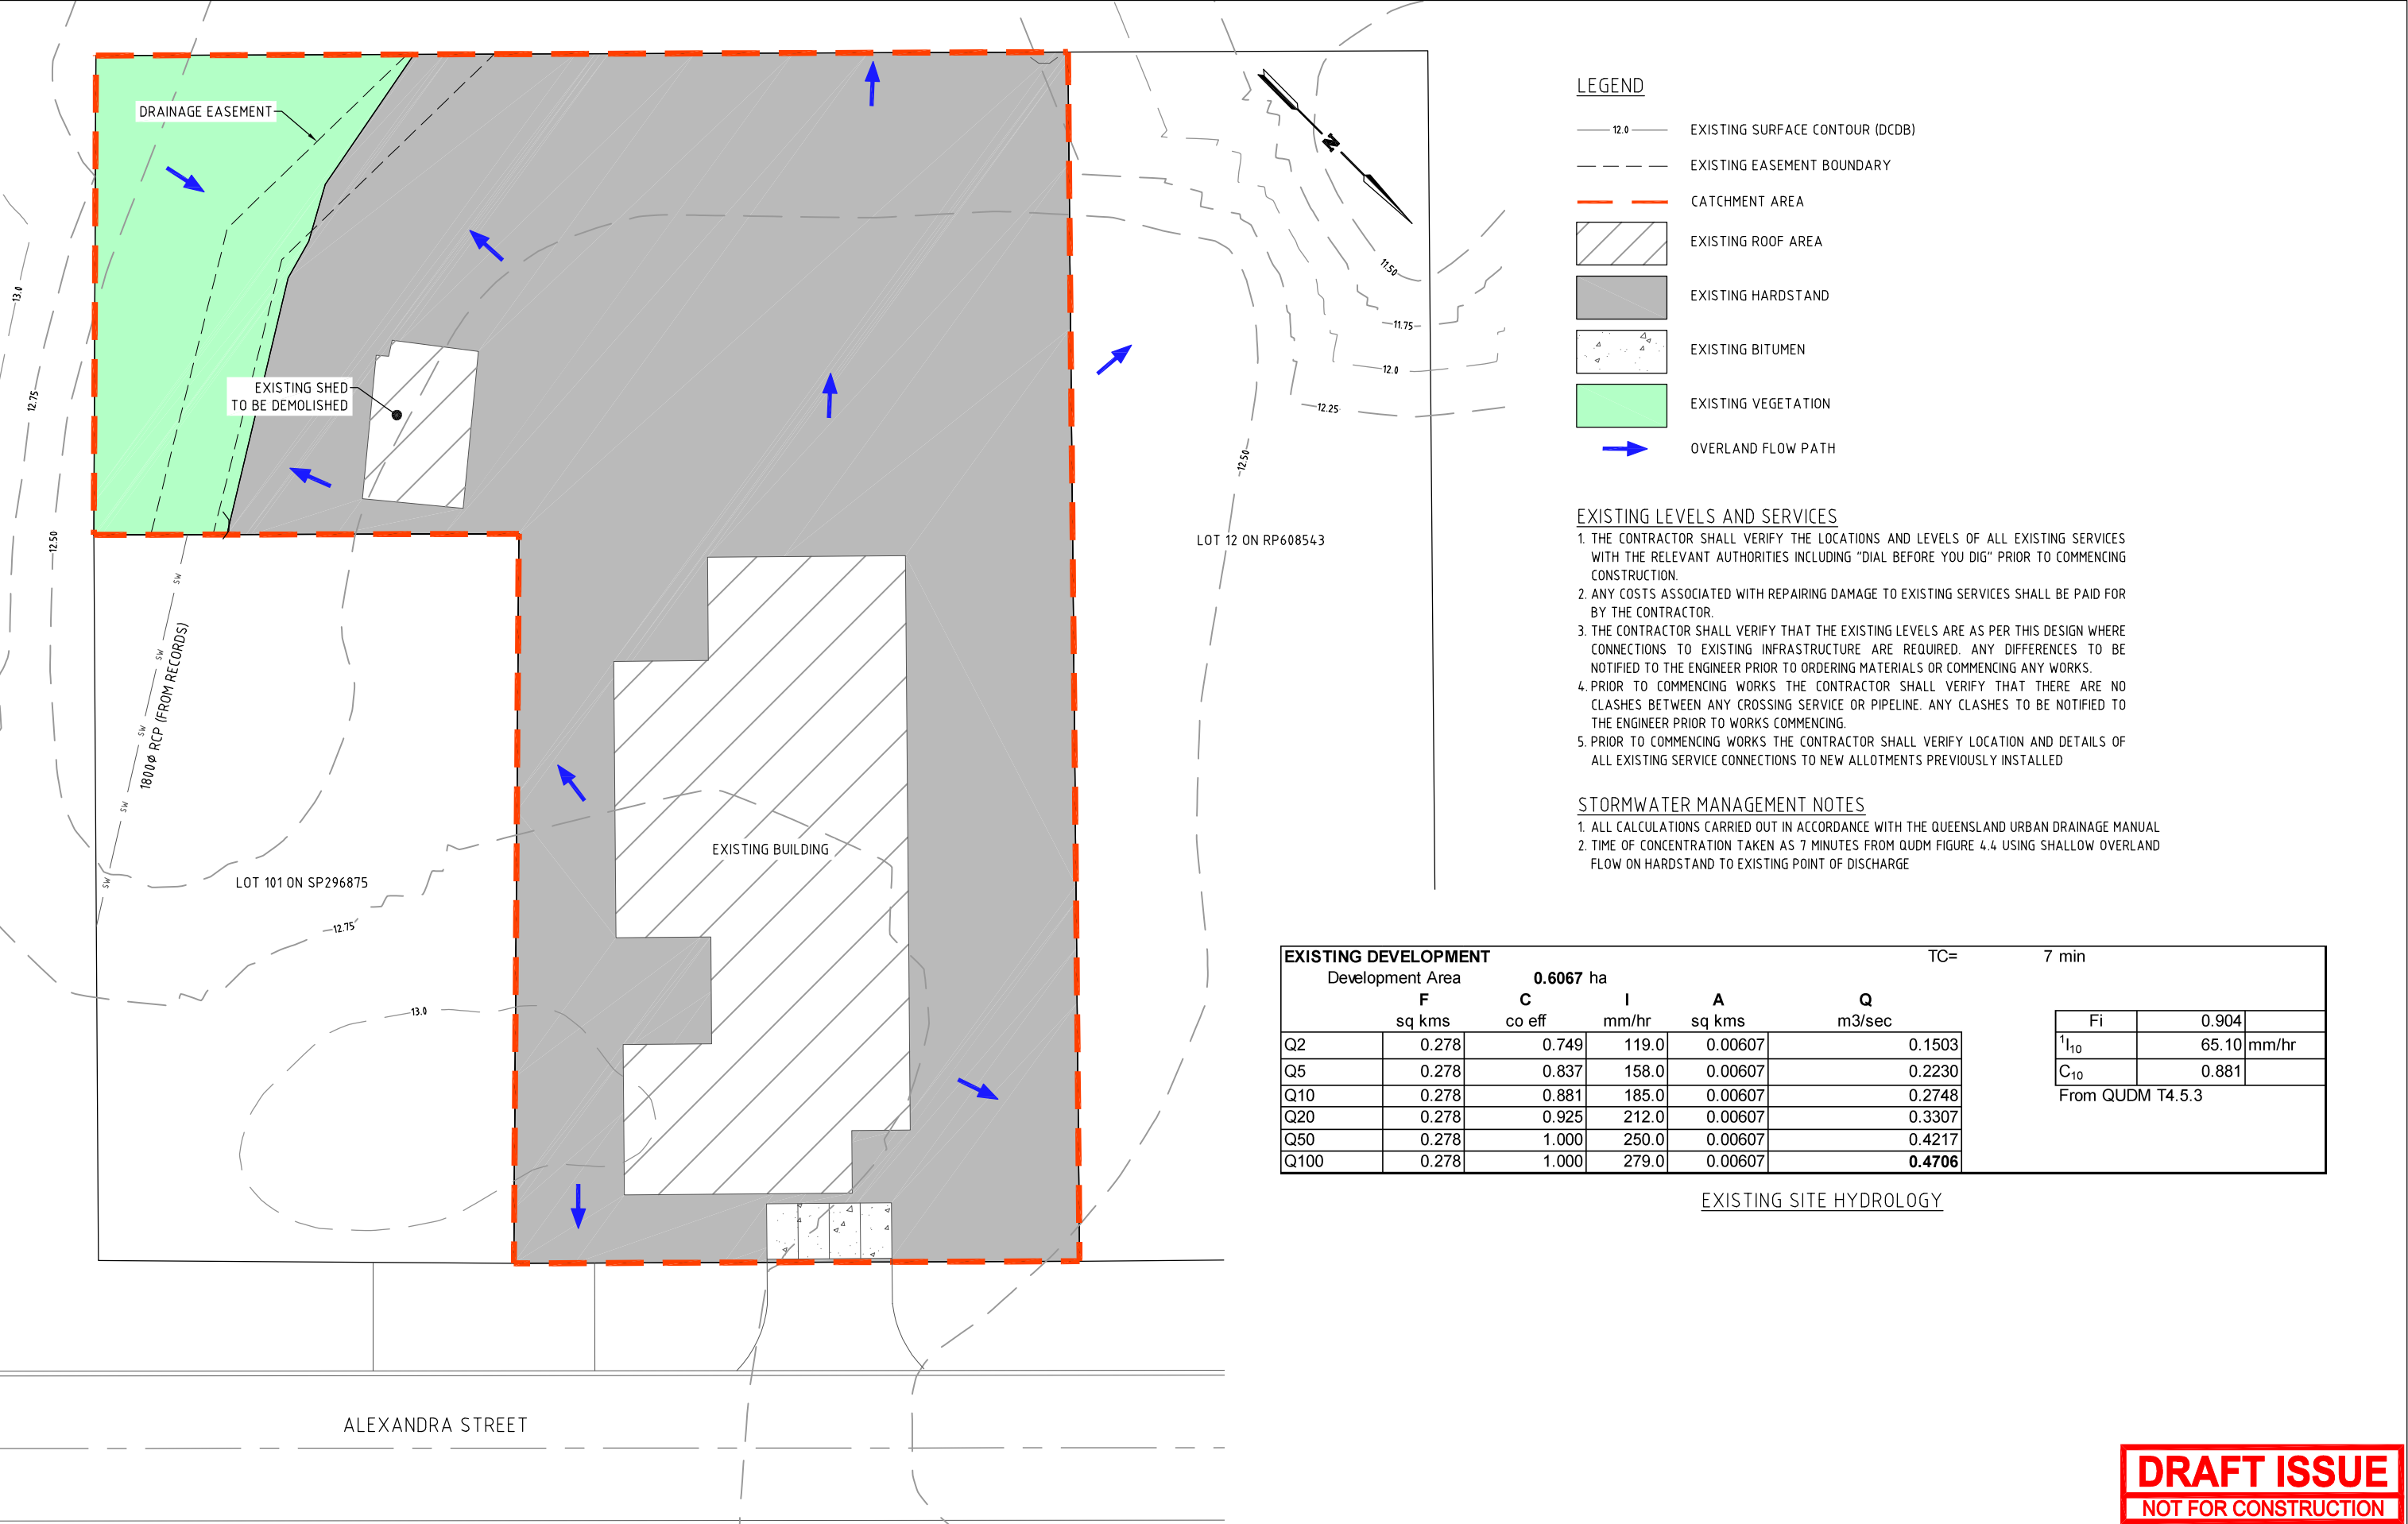 DRAINAGE EASEMENT
EXISTING SHED
TO BE DEMOLISHED
13.0
12.75
12.50
SW
SW
SW
SW
SW
1800ϕ RCP (FROM RECORDS)
LOT 101 ON SP296875
12.75
13.0
EXISTING BUILDING
N
11.50
11.75
12.0
12.25
12.50
LOT 12 ON RP608543
ALEXANDRA STREET
LEGEND
12.0 EXISTING SURFACE CONTOUR (DCDB)
EXISTING EASEMENT BOUNDARY
CATCHMENT AREA
EXISTING ROOF AREA
EXISTING HARDSTAND
EXISTING BITUMEN
EXISTING VEGETATION
OVERLAND FLOW PATH
EXISTING LEVELS AND SERVICES
1. THE CONTRACTOR SHALL VERIFY THE LOCATIONS AND LEVELS OF ALL EXISTING SERVICES
WITH THE RELEVANT AUTHORITIES INCLUDING "DIAL BEFORE YOU DIG" PRIOR TO COMMENCING
CONSTRUCTION.
2. ANY COSTS ASSOCIATED WITH REPAIRING DAMAGE TO EXISTING SERVICES SHALL BE PAID FOR
BY THE CONTRACTOR.
3. THE CONTRACTOR SHALL VERIFY THAT THE EXISTING LEVELS ARE AS PER THIS DESIGN WHERE
CONNECTIONS TO EXISTING INFRASTRUCTURE ARE REQUIRED. ANY DIFFERENCES TO BE
NOTIFIED TO THE ENGINEER PRIOR TO ORDERING MATERIALS OR COMMENCING ANY WORKS.
4. PRIOR TO COMMENCING WORKS THE CONTRACTOR SHALL VERIFY THAT THERE ARE NO
CLASHES BETWEEN ANY CROSSING SERVICE OR PIPELINE. ANY CLASHES TO BE NOTIFIED TO
THE ENGINEER PRIOR TO WORKS COMMENCING.
5. PRIOR TO COMMENCING WORKS THE CONTRACTOR SHALL VERIFY LOCATION AND DETAILS OF
ALL EXISTING SERVICE CONNECTIONS TO NEW ALLOTMENTS PREVIOUSLY INSTALLED
STORMWATER MANAGEMENT NOTES
1. ALL CALCULATIONS CARRIED OUT IN ACCORDANCE WITH THE QUEENSLAND URBAN DRAINAGE MANUAL
2. TIME OF CONCENTRATION TAKEN AS 7 MINUTES FROM QUDM FIGURE 4.4 USING SHALLOW OVERLAND
FLOW ON HARDSTAND TO EXISTING POINT OF DISCHARGE
EXISTING DEVELOPMENT TC= 7 min
Development Area 0.6067 ha
F C I A Q
sq kms co eff mm/hr sq kms m3/sec
Q2 0.278 0.749 119.0 0.00607 0.1503
Q5 0.278 0.837 158.0 0.00607 0.2230
Q10 0.278 0.881 185.0 0.00607 0.2748
Q20 0.278 0.925 212.0 0.00607 0.3307
Q50 0.278 1.000 250.0 0.00607 0.4217
Q100 0.278 1.000 279.0 0.00607 0.4706
Fi 0.904
¹I₁₀ 65.10 mm/hr
C₁₀ 0.881
From QUDM T4.5.3
EXISTING SITE HYDROLOGY
DRAFT ISSUE
NOT FOR CONSTRUCTION